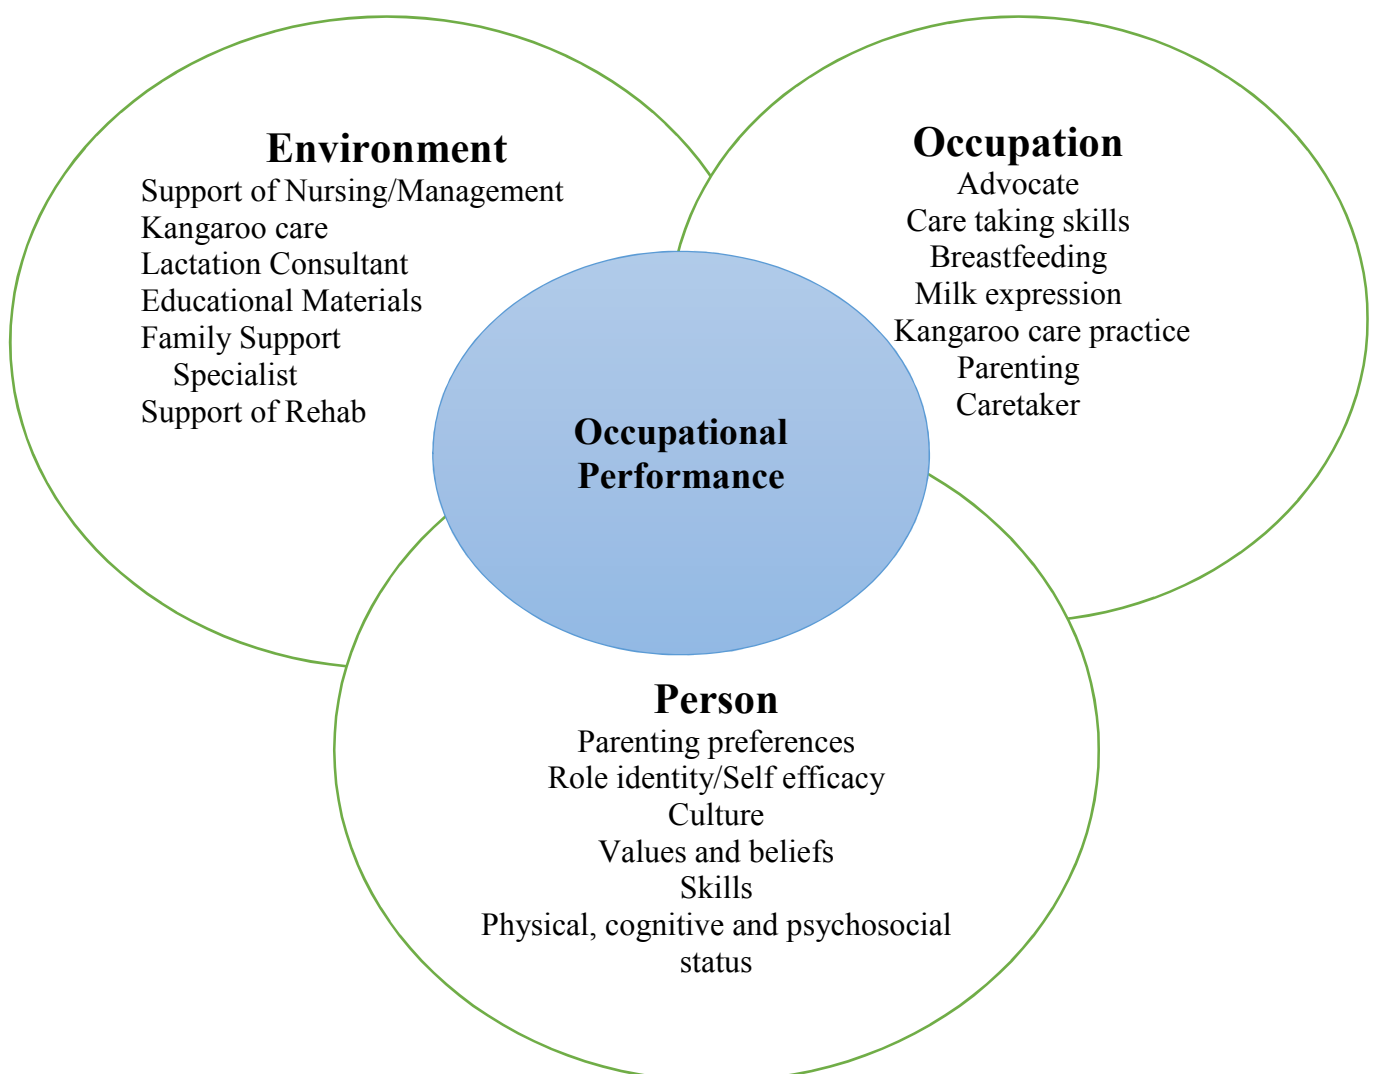 Environment
Support of Nursing/Management
Kangaroo care
Lactation Consultant
Educational Materials
Family Support
Specialist
Support of Rehab
Occupation
Advocate
Care taking skills
Breastfeeding
Milk expression
Kangaroo care practice
Parenting
Caretaker
Occupational
Performance
Person
Parenting preferences
Role identity/Self efficacy
Culture
Values and beliefs
Skills
Physical, cognitive and psychosocial
status